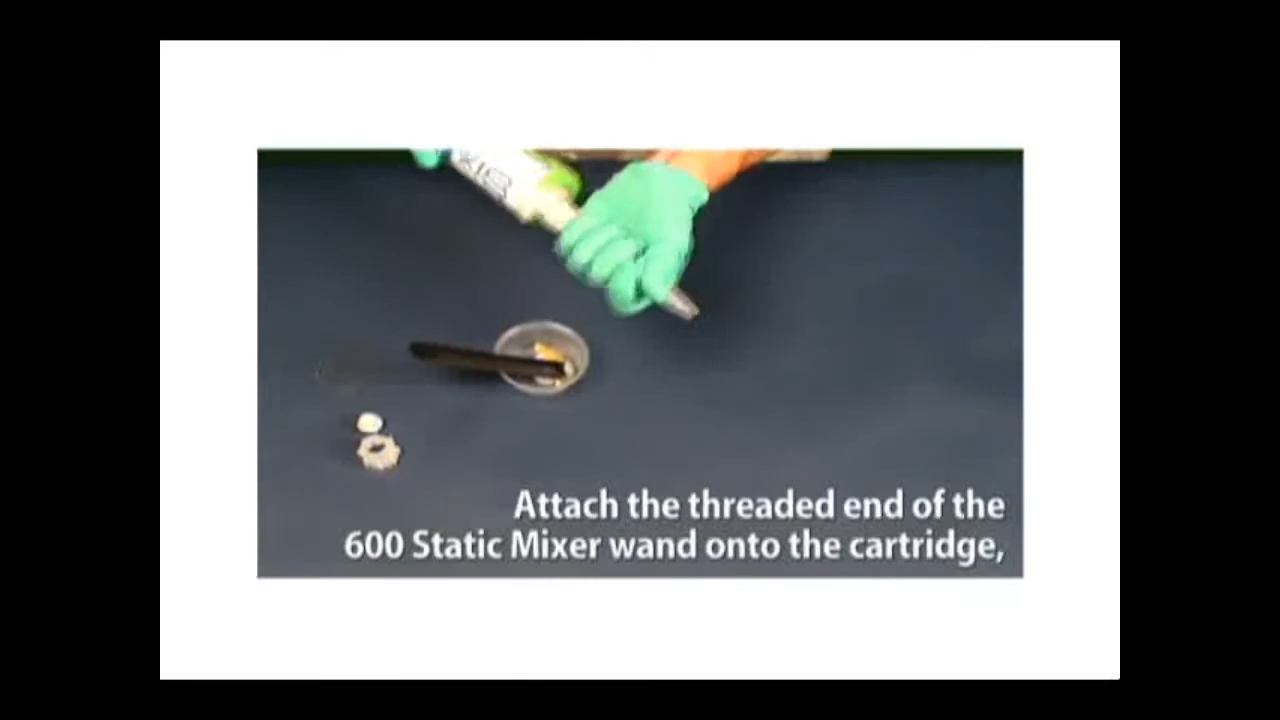 Attach the threaded end of the
600 Static Mixer wand onto the cartridge,